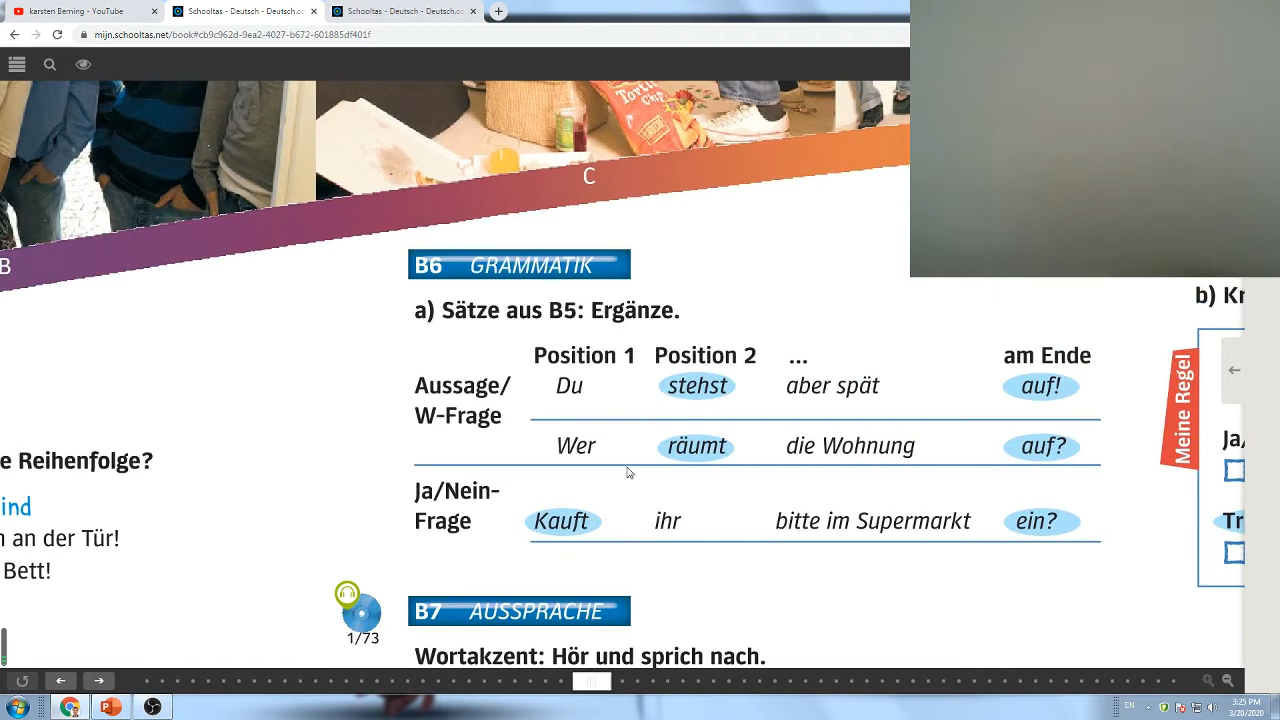 karsten Berning - YouTube
Schooltas - Deutsch - Deutsch.co
Schooltas - Deutsch - Deutsch.co
mijn.schooltas.net/book#cb9c962d-9ea2-4027-b672-601885df401f
C
B
B6 GRAMMATIK
a) Sätze aus B5: Ergänze.
Position 1 Position 2 ... am Ende
Aussage/ Du stehst aber spät auf!
W-Frage
Wer räumt die Wohnung auf?
Ja/Nein-
Frage Kauft ihr bitte im Supermarkt ein?
b) Kr
Meine Regel
Ja/
Tr
e Reihenfolge?
ind
n an der Tür!
Bett!
1/73
B7 AUSSPRACHE
Wortakzent: Hör und sprich nach.
EN
3:25 PM
3/20/2020